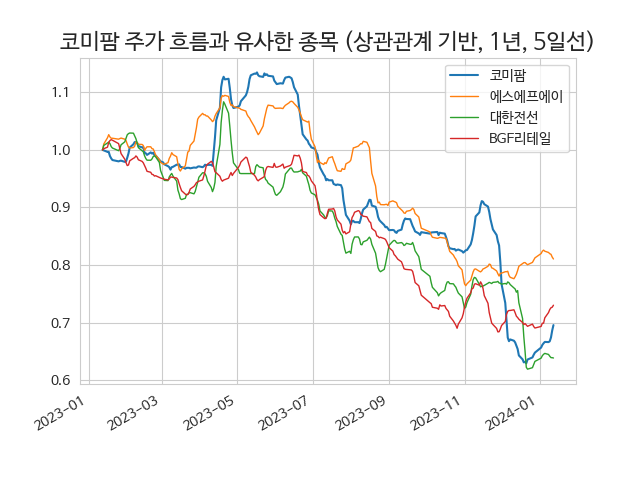 코미팜 주가 흐름과 유사한 종목 (상관관계 기반, 1년, 5일선)
코미팜
에스에프에이
대한전선
BGF리테일
1.1
1.0
0.9
0.8
0.7
0.6
2023-01
2023-03
2023-05
2023-07
2023-09
2023-11
2024-01